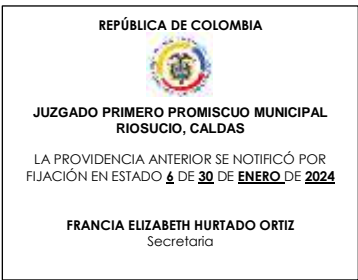 REPÚBLICA DE COLOMBIA
JUZGADO PRIMERO PROMISCUO MUNICIPAL
RIOSUCIO, CALDAS
LA PROVIDENCIA ANTERIOR SE NOTIFICÓ POR
FIJACIÓN EN ESTADO 6 DE 30 DE ENERO DE 2024
FRANCIA ELIZABETH HURTADO ORTIZ
Secretaria